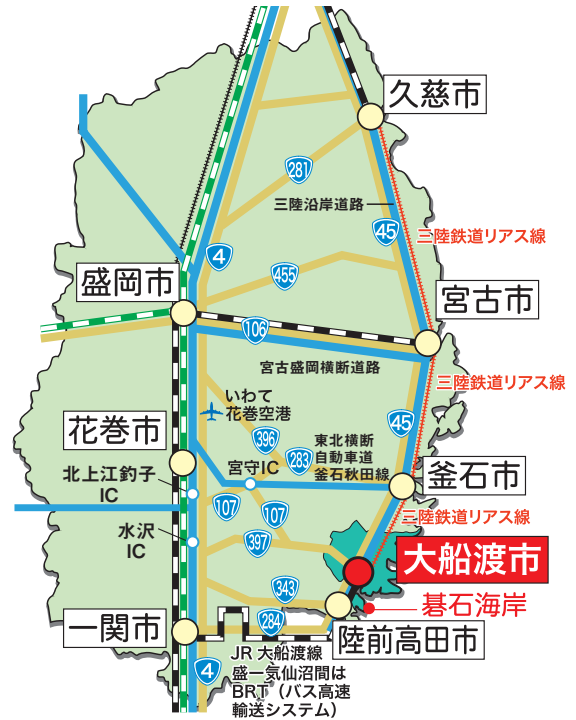 久慈市
281
三陸沿岸道路
45
三陸鉄道リアス線
4
455
盛岡市
宮古市
106
宮古盛岡横断道路
三陸鉄道リアス線
いわて
花巻空港
花巻市
396
45
東北横断
自動車道
釜石秋田線
283
宮守IC
釜石市
北上江釣子
IC
107
107
三陸鉄道リアス線
水沢
IC
397
大船渡市
343
碁石海岸
284
一関市
陸前高田市
JR 大船渡線
盛ー気仙沼間は
BRT(バス高速
輸送システム)
4